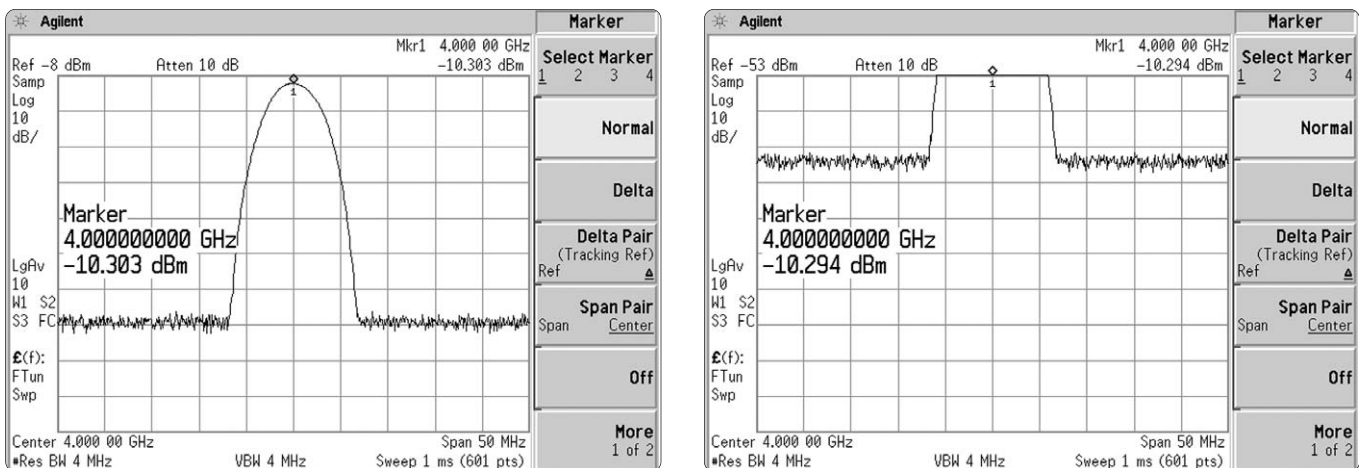 Agilent
Marker
Mkr1 4.000 00 GHz
Ref -8 dBm Atten 10 dB -10.303 dBm
Samp
Log
10
dB/
1
Marker
4.000000000 GHz
-10.303 dBm
LgAv
10
W1 S2
S3 FC
£(f):
FTun
Swp
Center 4.000 00 GHz Span 50 MHz
#Res BW 4 MHz VBW 4 MHz Sweep 1 ms (601 pts)
Select Marker
1 2 3 4
Normal
Delta
Delta Pair
(Tracking Ref)
Ref Δ
Span Pair
Span Center
Off
More
1 of 2
Agilent
Marker
Mkr1 4.000 00 GHz
Ref -53 dBm Atten 10 dB -10.294 dBm
Samp
Log
10
dB/
1
Marker
4.000000000 GHz
-10.294 dBm
LgAv
10
W1 S2
S3 FC
£(f):
FTun
Swp
Center 4.000 00 GHz Span 50 MHz
#Res BW 4 MHz VBW 4 MHz Sweep 1 ms (601 pts)
Select Marker
1 2 3 4
Normal
Delta
Delta Pair
(Tracking Ref)
Ref Δ
Span Pair
Span Center
Off
More
1 of 2